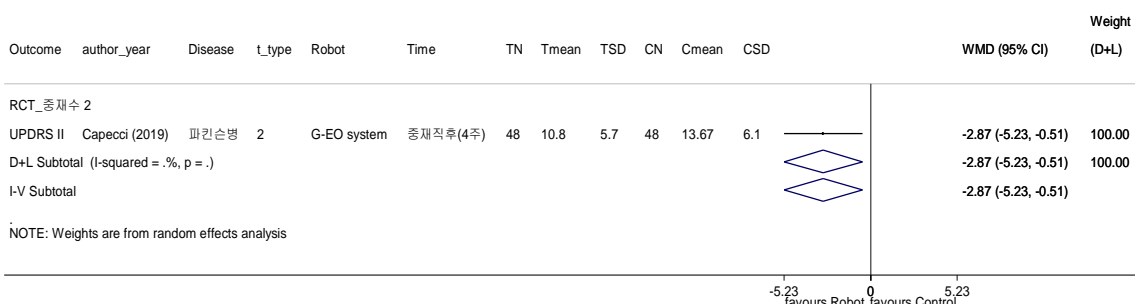 Weight
Outcome author_year Disease t_type Robot Time TN Tmean TSD CN Cmean CSD WMD (95% CI) (D+L)
RCT_중재수 2
UPDRS II Capecci (2019) 파킨슨병 2 G-EO system 중재직후(4주) 48 10.8 5.7 48 13.67 6.1 -2.87 (-5.23, -0.51) 100.00
D+L Subtotal (I-squared = .%, p = .) -2.87 (-5.23, -0.51) 100.00
I-V Subtotal -2.87 (-5.23, -0.51)
.
NOTE: Weights are from random effects analysis
-5.23 0 5.23
favours Robot favours Control